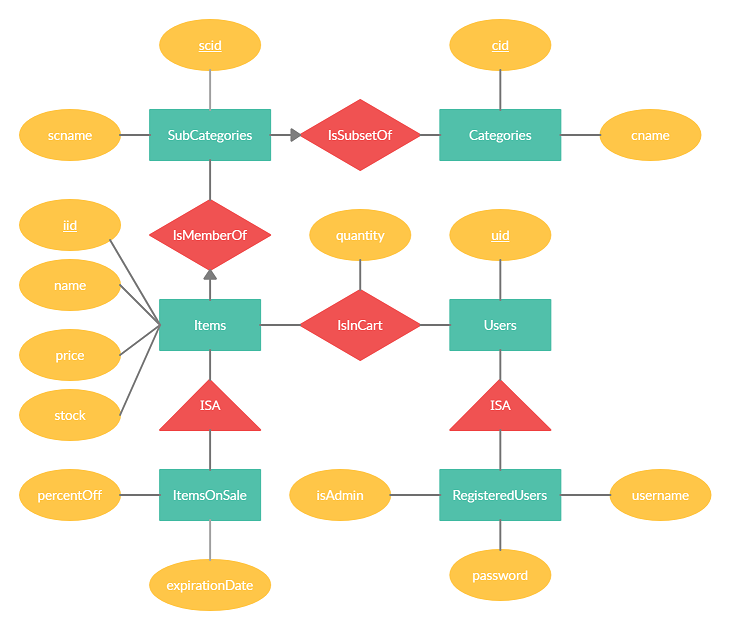 scid
cid
scname
SubCategories
IsSubsetOf
Categories
cname
iid
IsMemberOf
quantity
uid
name
Items
IsInCart
Users
price
stock
ISA
ISA
percentOff
ItemsOnSale
isAdmin
RegisteredUsers
username
expirationDate
password